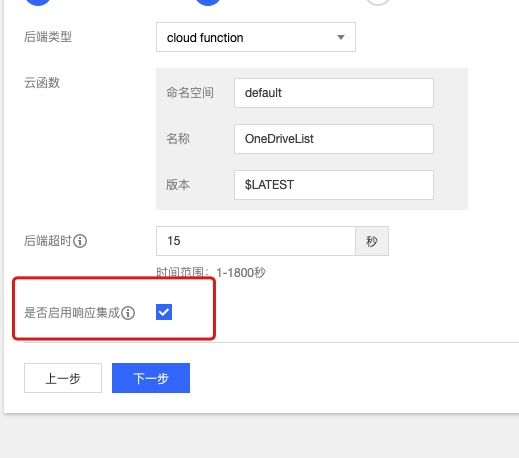 后端类型 cloud function
云函数
命名空间 default
名称 OneDriveList
版本 $LATEST
后端超时 15 秒
时间范围：1-1800秒
是否启用响应集成
上一步 下一步